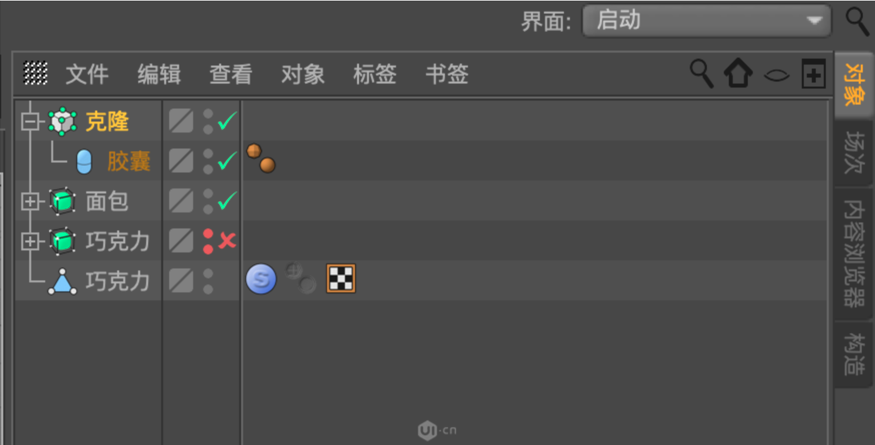 界面: 启动
文件 编辑 查看 对象 标签 书签
克隆
胶囊
面包
巧克力
巧克力
对象
场次
内容浏览器
构造
UI·cn